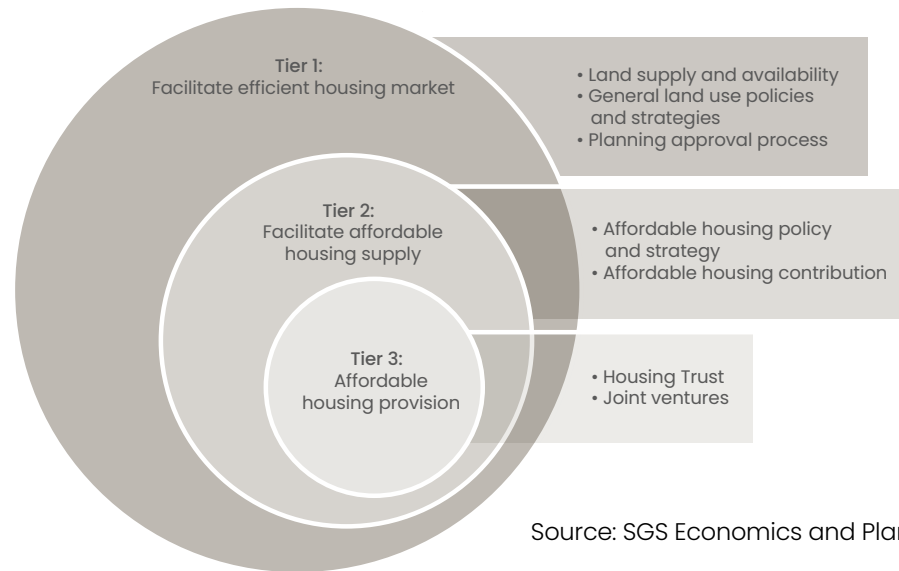 Tier 1:
Facilitate efficient housing market
• Land supply and availability
• General land use policies
and strategies
• Planning approval process
Tier 2:
Facilitate affordable
housing supply
• Affordable housing policy
and strategy
• Affordable housing contribution
Tier 3:
Affordable
housing provision
• Housing Trust
• Joint ventures
Source: SGS Economics and